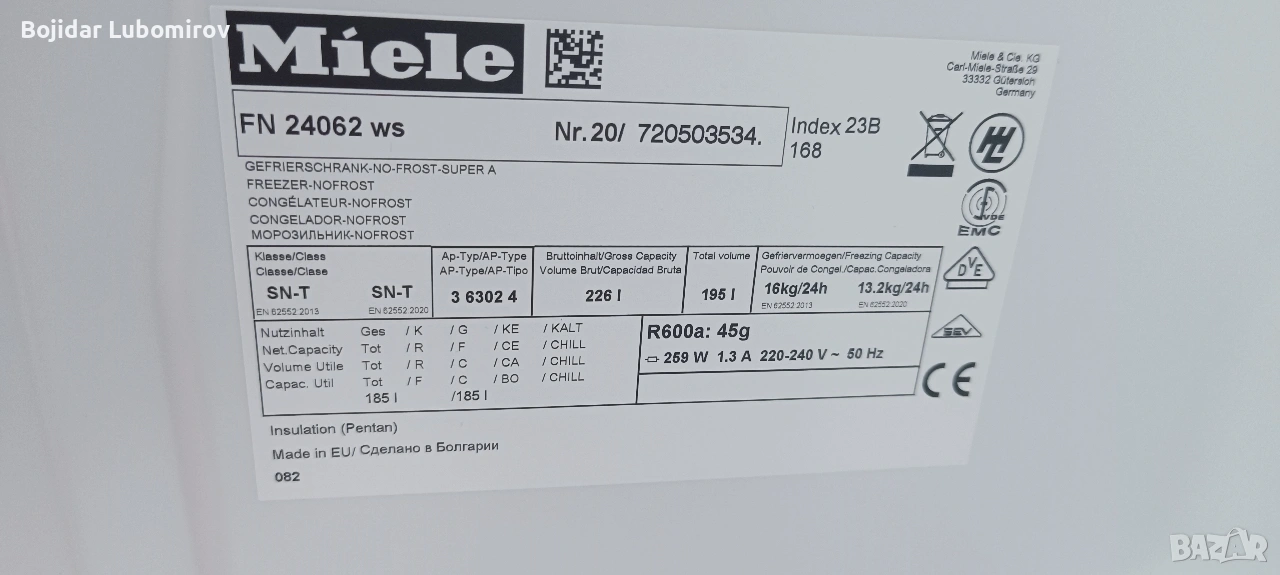 Bojidar Lubomirov
Miele
Miele & Cie. KG
Carl-Miele-Straße 29
33332 Gütersloh
Germany
FN 24062 ws Nr.20/ 720503534. Index 23B
168
GEFRIERSCHRANK-NO-FROST-SUPER A
FREEZER-NOFROST
CONGÉLATEUR-NOFROST
CONGELADOR-NOFROST
МОРОЗИЛЬНИК-NOFROST
VDE
EMC
Klasse/Class
Classe/Clase
SN-T SN-T
EN 62552:2013 EN 62552:2020
Ap-Typ/AP-Type
AP-Type/AP-Tipo
3 6302 4
Bruttoinhalt/Gross Capacity
Volume Brut/Capacidad Bruta
226 l
Total volume
195 l
Gefriervermoegen/Freezing Capacity
Pouvoir de Congel./Capac.Congeladora
16kg/24h 13.2kg/24h
EN 62552:2013 EN 62552:2020
DVE
Nutzinhalt Ges / K / G / KE / KALT
Net.Capacity Tot / R / F / CE / CHILL
Volume Utile Tot / R / C / CA / CHILL
Capac. Util Tot / F / C / BO / CHILL
185 l /185 l
R600a: 45g
259 W 1.3 A 220-240 V ~ 50 Hz
SEV
CE
Insulation (Pentan)
Made in EU/ Сделано в Болгарии
082
BAZAR